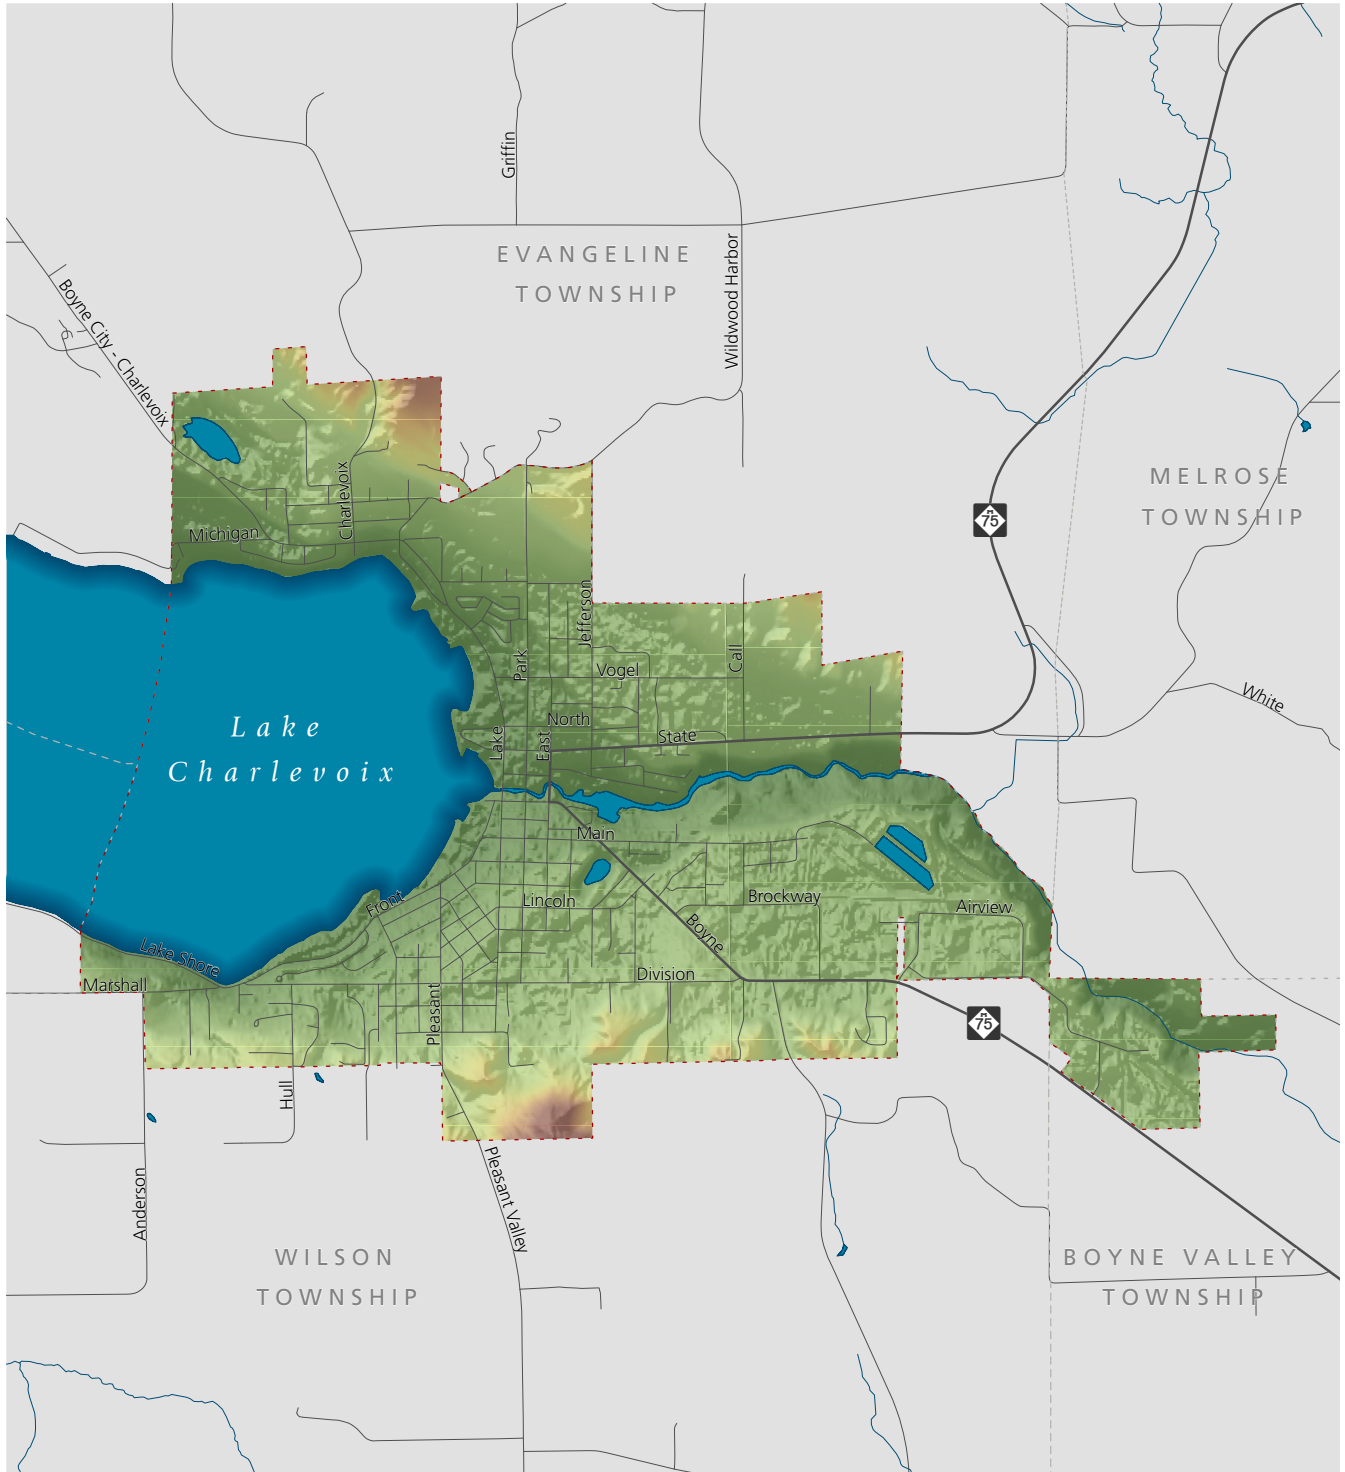 Griffin
EVANGELINE
TOWNSHIP
Wildwood Harbor
Boyne City - Charlevoix
MELROSE
TOWNSHIP
M
75
Charlevoix
Michigan
Jefferson
Park
Vogel
Call
White
North
Lake
East
State
Lake
Charlevoix
Main
Lincoln
Brockway
Front
Airview
Boyne
Lake Shore
Division
Marshall
Pleasant
M
75
Hull
Anderson
Pleasant Valley
WILSON
TOWNSHIP
BOYNE VALLEY
TOWNSHIP